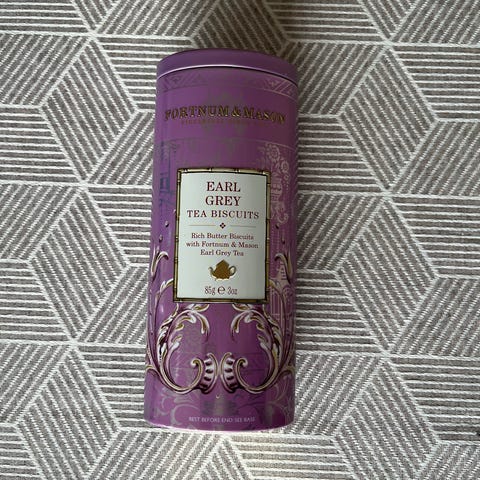 FORTNUM & MASON
EARL
GREY
TEA BISCUITS
Rich Butter Biscuits
with Fortnum & Mason
Earl Grey Tea
85g ℮ 3oz
BEST BEFORE END: SEE BASE